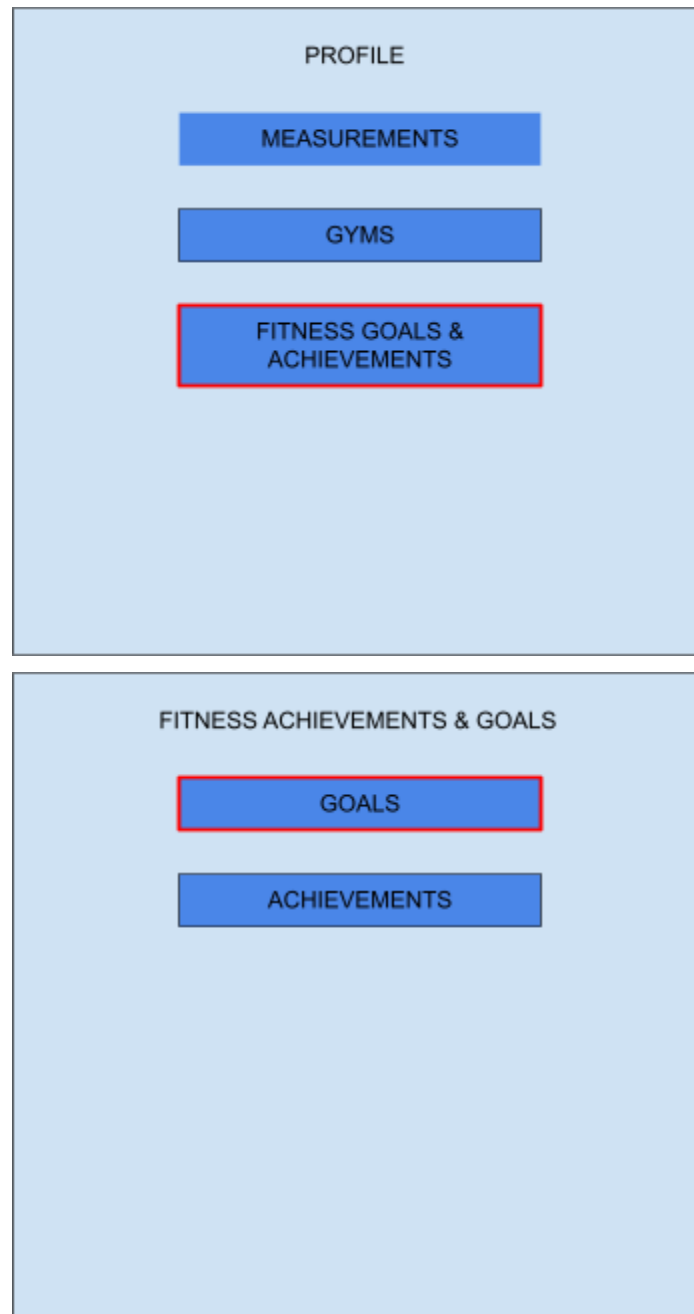 PROFILE
MEASUREMENTS
GYMS
FITNESS GOALS &
ACHIEVEMENTS
FITNESS ACHIEVEMENTS & GOALS
GOALS
ACHIEVEMENTS